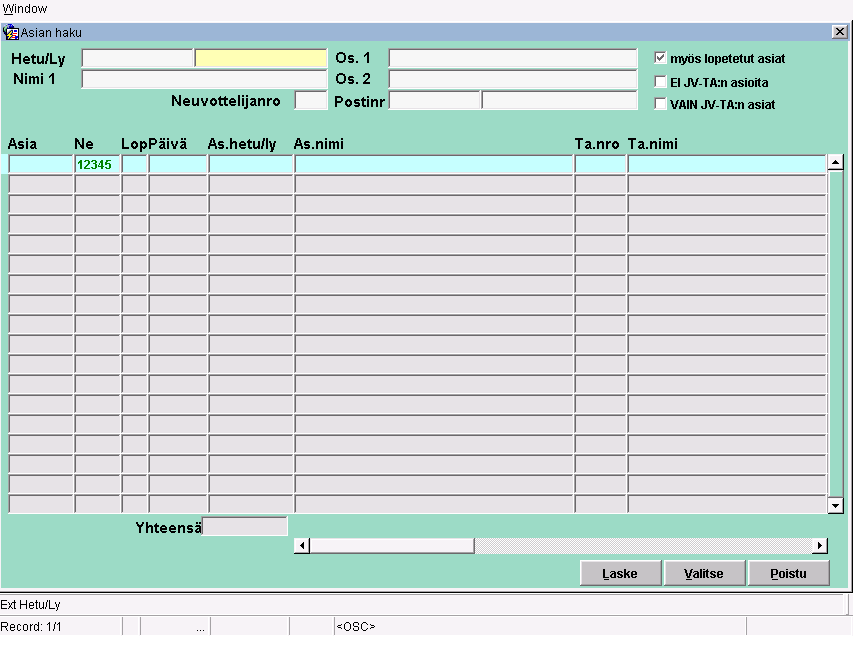 Window
Asian haku
Hetu/Ly Os. 1 myös lopetetut asiat
Nimi 1 Os. 2 EI JV-TA:n asioita
Neuvottelijanro Postinr VAIN JV-TA:n asiat
Asia Ne Lop Päivä As.hetu/ly As.nimi Ta.nro Ta.nimi
12345
Yhteensä
Laske Valitse Poistu
Ext Hetu/Ly
Record: 1/1 ... <OSC>